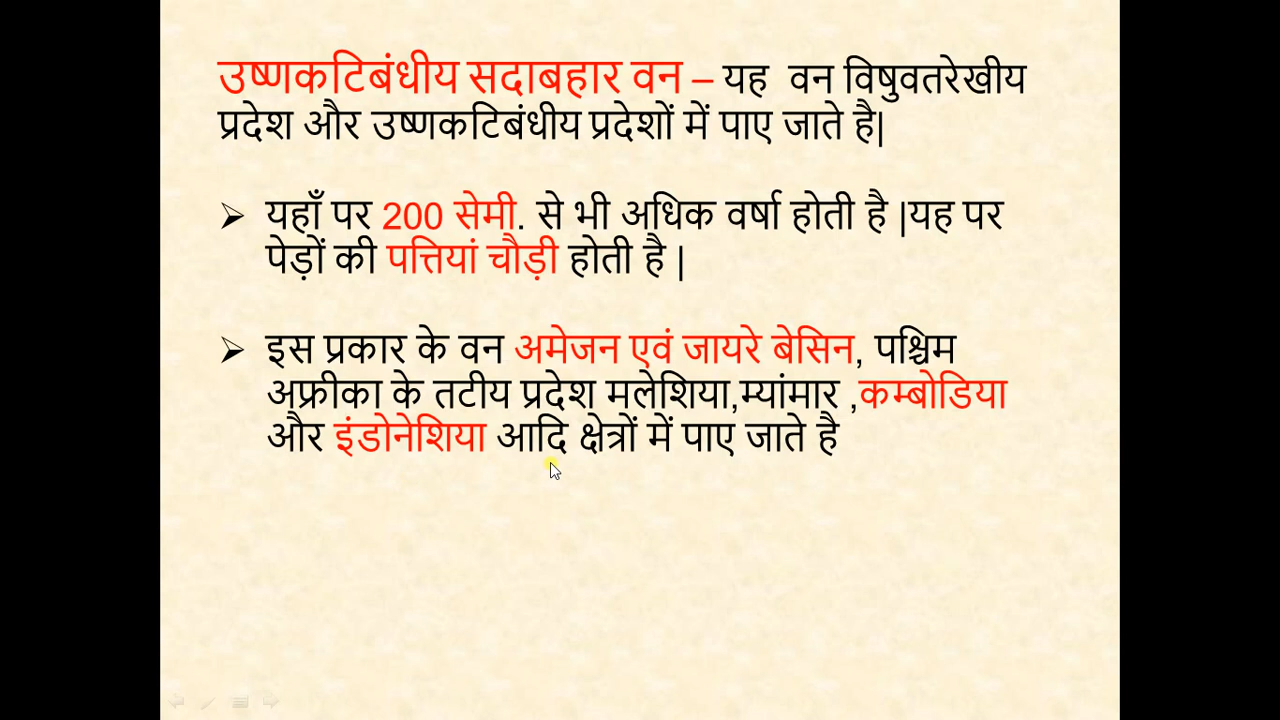 उष्णकटिबंधीय सदाबहार वन – यह वन विषुवतरेखीय
प्रदेश और उष्णकटिबंधीय प्रदेशों में पाए जाते है|
➢ यहाँ पर 200 सेमी. से भी अधिक वर्षा होती है |यह पर
पेड़ों की पत्तियां चौड़ी होती है |
➢ इस प्रकार के वन अमेजन एवं जायरे बेसिन, पश्चिम
अफ्रीका के तटीय प्रदेश मलेशिया,म्यांमार ,कम्बोडिया
और इंडोनेशिया आदि क्षेत्रों में पाए जाते है